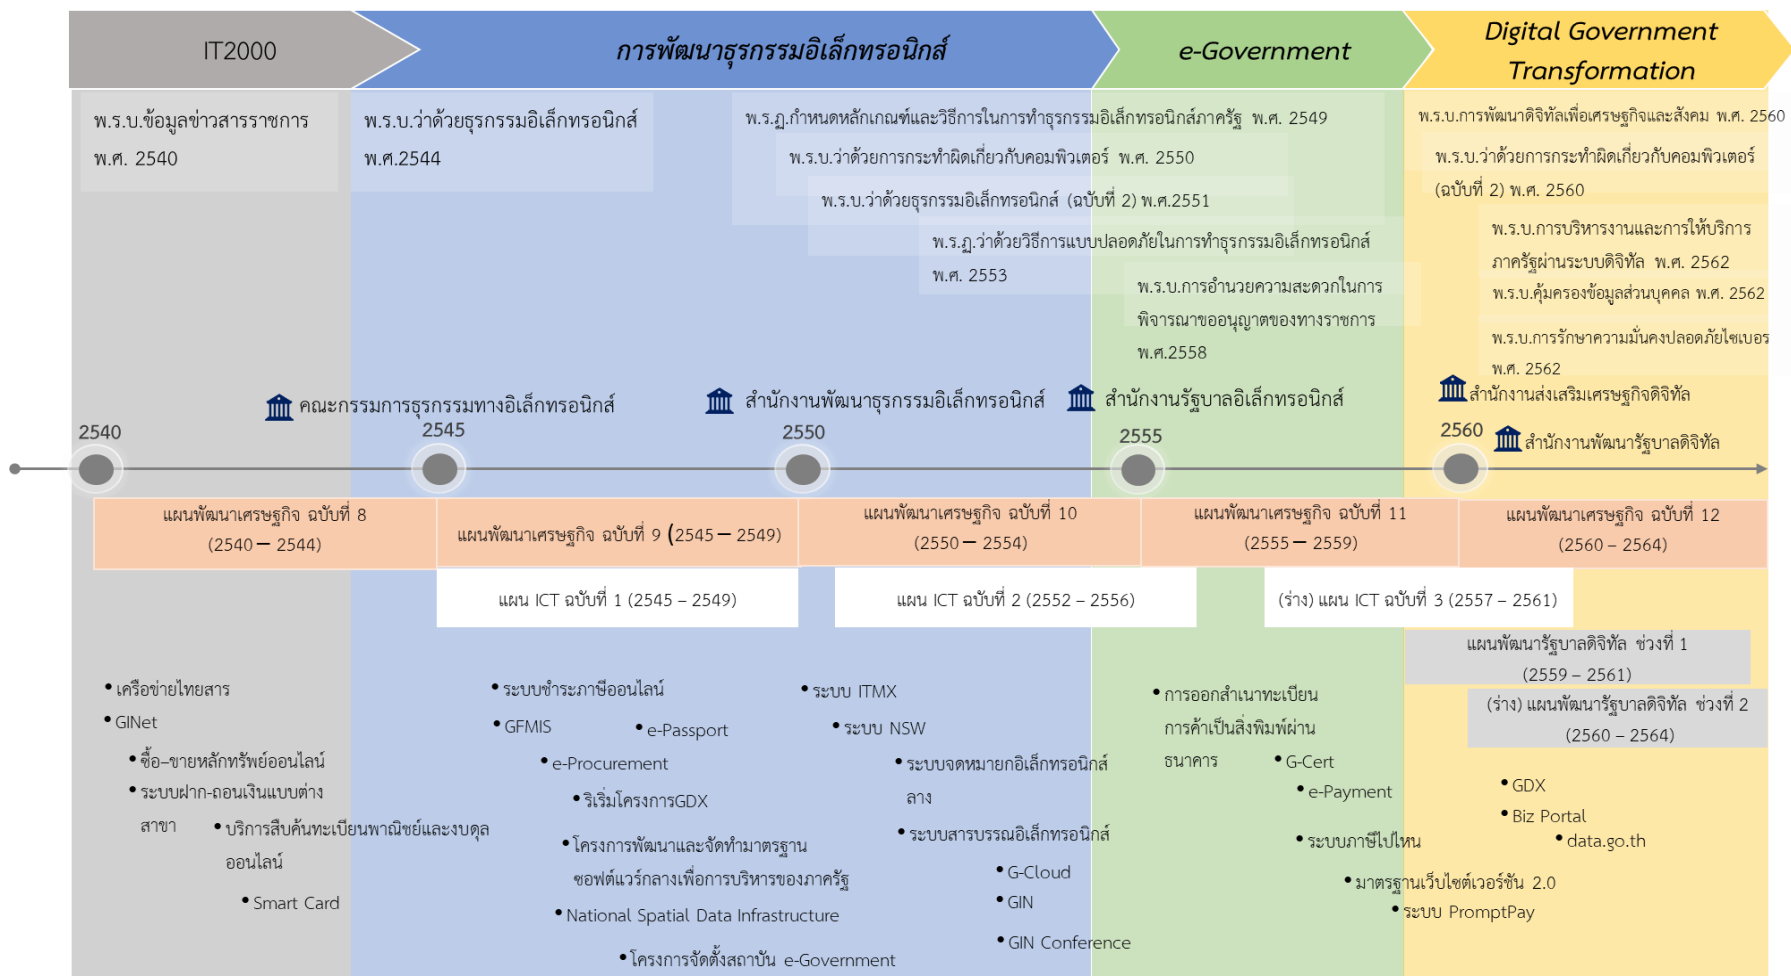 IT2000
การพัฒนาธุรกรรมอิเล็กทรอนิกส์
e-Government
Digital Government
Transformation
พ.ร.บ.ข้อมูลข่าวสารราชการ
พ.ศ. 2540
พ.ร.บ.ว่าด้วยธุรกรรมอิเล็กทรอนิกส์
พ.ศ.2544
พ.ร.ฎ.กำหนดหลักเกณฑ์และวิธีการในการทำธุรกรรมอิเล็กทรอนิกส์ภาครัฐ พ.ศ. 2549
พ.ร.บ.ว่าด้วยการกระทำผิดเกี่ยวกับคอมพิวเตอร์ พ.ศ. 2550
พ.ร.บ.ว่าด้วยธุรกรรมอิเล็กทรอนิกส์ (ฉบับที่ 2) พ.ศ.2551
พ.ร.ฎ.ว่าด้วยวิธีการแบบปลอดภัยในการทำธุรกรรมอิเล็กทรอนิกส์
พ.ศ. 2553
พ.ร.บ.การอำนวยความสะดวกในการ
พิจารณาขออนุญาตของทางราชการ
พ.ศ.2558
พ.ร.บ.การพัฒนาดิจิทัลเพื่อเศรษฐกิจและสังคม พ.ศ. 2560
พ.ร.บ.ว่าด้วยการกระทำผิดเกี่ยวกับคอมพิวเตอร์
(ฉบับที่ 2) พ.ศ. 2560
พ.ร.บ.การบริหารงานและการให้บริการ
ภาครัฐผ่านระบบดิจิทัล พ.ศ. 2562
พ.ร.บ.คุ้มครองข้อมูลส่วนบุคคล พ.ศ. 2562
พ.ร.บ.การรักษาความมั่นคงปลอดภัยไซเบอร
พ.ศ. 2562
คณะกรรมการธุรกรรมทางอิเล็กทรอนิกส์
สำนักงานพัฒนาธุรกรรมอิเล็กทรอนิกส์
สำนักงานรัฐบาลอิเล็กทรอนิกส์
สำนักงานส่งเสริมเศรษฐกิจดิจิทัล
สำนักงานพัฒนารัฐบาลดิจิทัล
2540
2545
2550
2555
2560
แผนพัฒนาเศรษฐกิจ ฉบับที่ 8
(2540 – 2544)
แผนพัฒนาเศรษฐกิจ ฉบับที่ 9 (2545 – 2549)
แผนพัฒนาเศรษฐกิจ ฉบับที่ 10
(2550 – 2554)
แผนพัฒนาเศรษฐกิจ ฉบับที่ 11
(2555 – 2559)
แผนพัฒนาเศรษฐกิจ ฉบับที่ 12
(2560 – 2564)
แผน ICT ฉบับที่ 1 (2545 – 2549)
แผน ICT ฉบับที่ 2 (2552 – 2556)
(ร่าง) แผน ICT ฉบับที่ 3 (2557 – 2561)
แผนพัฒนารัฐบาลดิจิทัล ช่วงที่ 1
(2559 – 2561)
(ร่าง) แผนพัฒนารัฐบาลดิจิทัล ช่วงที่ 2
(2560 – 2564)
• เครือข่ายไทยสาร
• GINet
• ซื้อ–ขายหลักทรัพย์ออนไลน์
• ระบบฝาก-ถอนเงินแบบต่าง
สาขา
• บริการสืบค้นทะเบียนพาณิชย์และงบดุล
ออนไลน์
• Smart Card
• ระบบชำระภาษีออนไลน์
• GFMIS
• e-Passport
• e-Procurement
• ริเริ่มโครงการGDX
• โครงการพัฒนาและจัดทำมาตรฐาน
ซอฟต์แวร์กลางเพื่อการบริหารของภาครัฐ
• National Spatial Data Infrastructure
• โครงการจัดตั้งสถาบัน e-Government
• ระบบ ITMX
• ระบบ NSW
• ระบบจดหมายกอิเล็กทรอนิกส์
ลาง
• ระบบสารบรรณอิเล็กทรอนิกส์
• G-Cloud
• GIN
• GIN Conference
• การออกสำเนาทะเบียน
การค้าเป็นสิ่งพิมพ์ผ่าน
ธนาคาร
• G-Cert
• e-Payment
• ระบบภาษีไปไหน
• มาตรฐานเว็บไซต์เวอร์ชัน 2.0
• ระบบ PromptPay
• GDX
• Biz Portal
• data.go.th